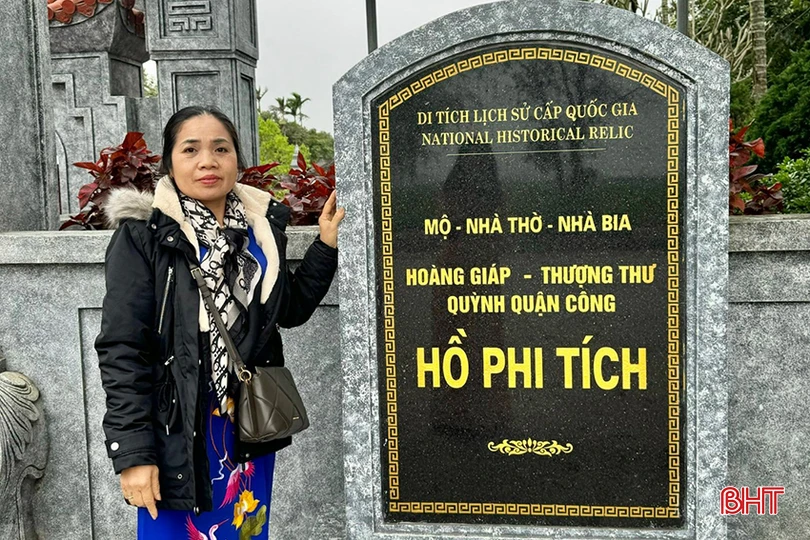 DI TÍCH LỊCH SỬ CẤP QUỐC GIA
NATIONAL HISTORICAL RELIC
MỘ - NHÀ THỜ - NHÀ BIA
HOÀNG GIÁP - THƯỢNG THƯ
QUỲNH QUẬN CÔNG
HỒ PHI TÍCH
BHT